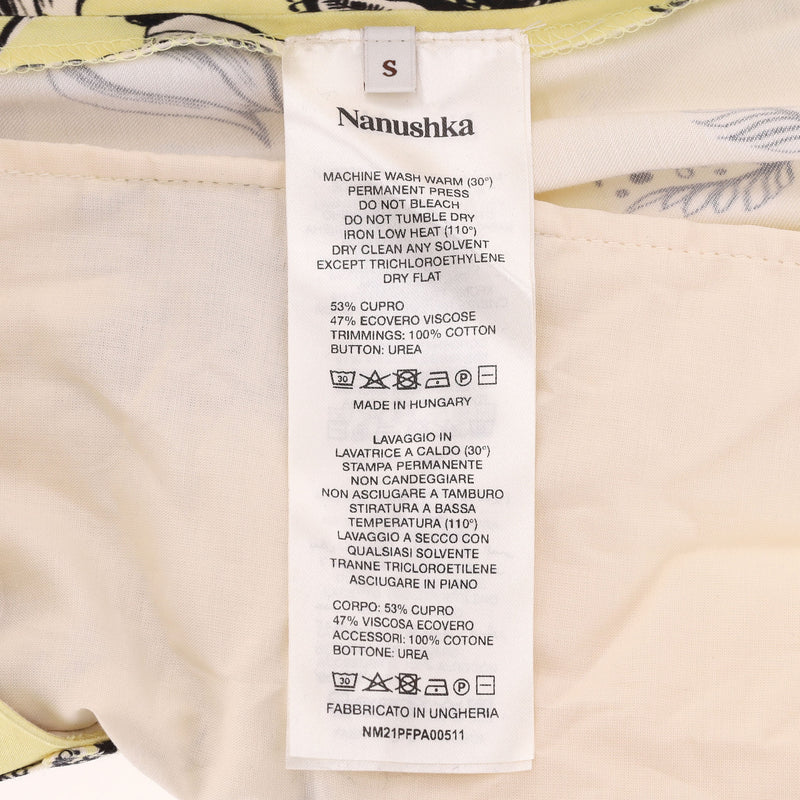 S
Nanushka
MACHINE WASH WARM (30°)
PERMANENT PRESS
DO NOT BLEACH
DO NOT TUMBLE DRY
IRON LOW HEAT (110°)
DRY CLEAN ANY SOLVENT
EXCEPT TRICHLOROETHYLENE
DRY FLAT
53% CUPRO
47% ECOVERO VISCOSE
TRIMMINGS: 100% COTTON
BUTTON: UREA
30 P
MADE IN HUNGARY
LAVAGGIO IN
LAVATRICE A CALDO (30°)
STAMPA PERMANENTE
NON CANDEGGIARE
NON ASCIUGARE A TAMBURO
STIRATURA A BASSA
TEMPERATURA (110°)
LAVAGGIO A SECCO CON
QUALSIASI SOLVENTE
TRANNE TRICLOROETILENE
ASCIUGARE IN PIANO
CORPO: 53% CUPRO
47% VISCOSA ECOVERO
ACCESSORI: 100% COTONE
BOTTONE: UREA
30 P
FABBRICATO IN UNGHERIA
NM21PFPA00511